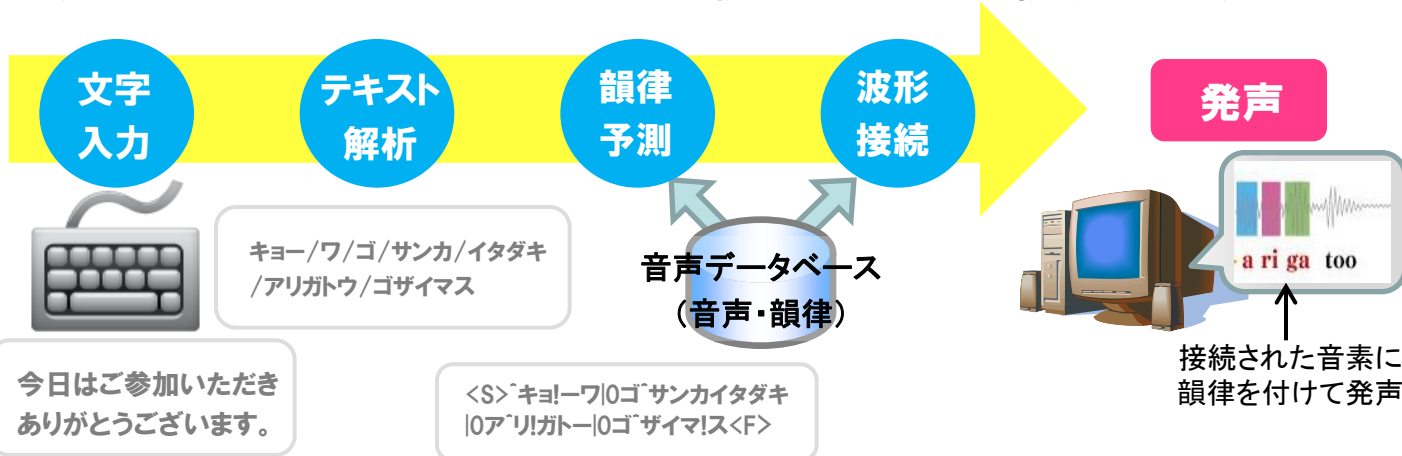 文字
入力
テキスト
解析
韻律
予測
波形
接続
発声
キョー/ワ/ゴ/サンカ/イタダキ
/アリガトウ/ゴザイマス
音声データベース
(音声・韻律)
a ri ga too
接続された音素に
韻律を付けて発声
今日はご参加いただき
ありがとうございます。
<S>^キョ!ーワ|0ゴ^サンカイタダキ
|0ア^リ!ガトー|0ゴ^ザイマ!ス<F>